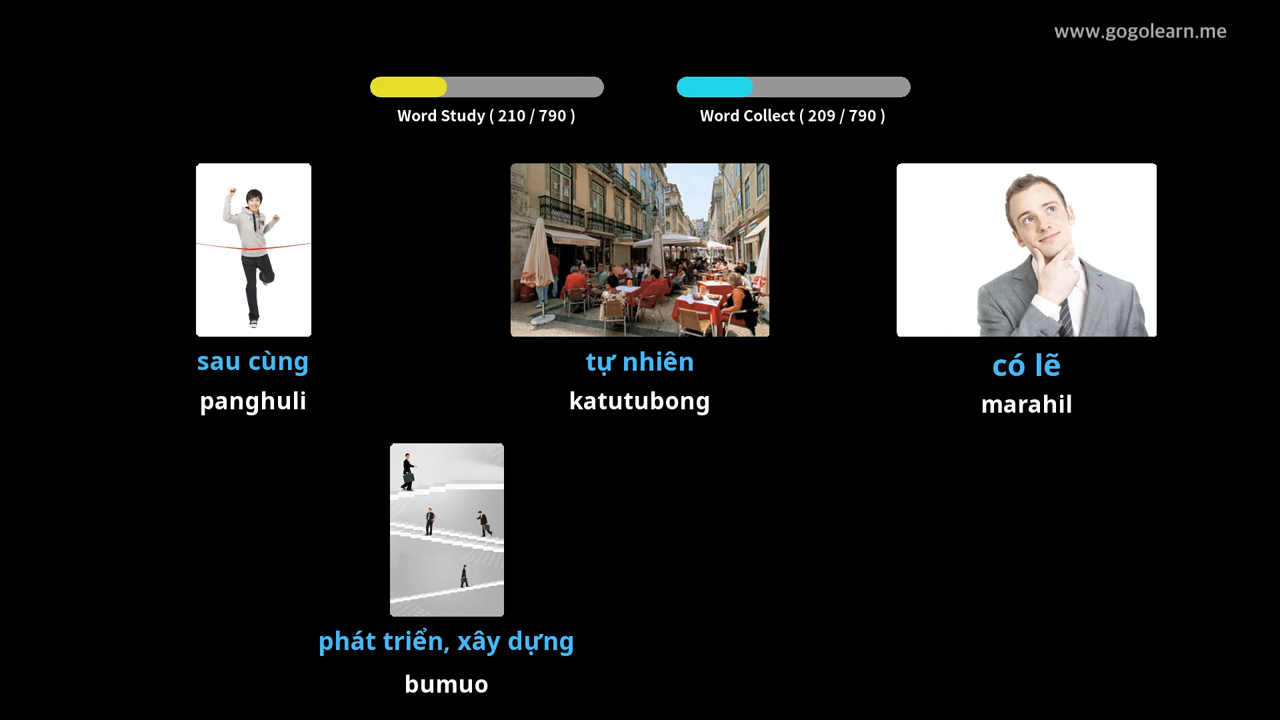 www.gogolearn.me
Word Study ( 210 / 790 )
Word Collect ( 209 / 790 )
sau cùng
panghuli
tự nhiên
katutubong
có lẽ
marahil
phát triển, xây dựng
bumuo